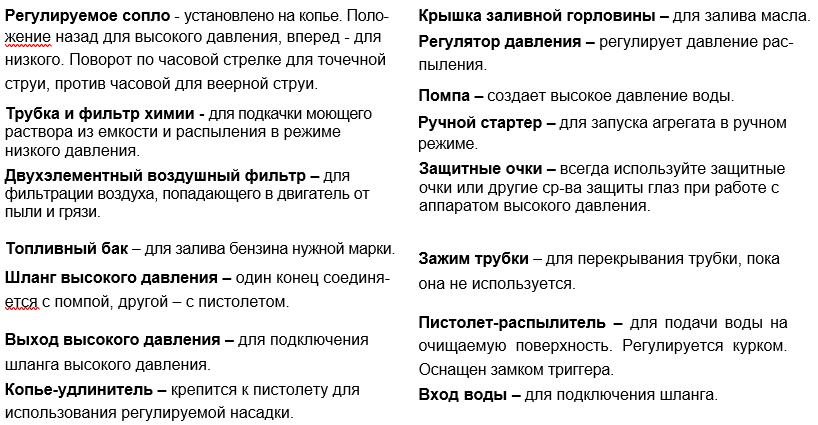 Регулируемое сопло - установлено на копье. Поло-
жение назад для высокого давления, вперед - для
низкого. Поворот по часовой стрелке для точечной
струи, против часовой для веерной струи.
Трубка и фильтр химии - для подкачки моющего
раствора из емкости и распыления в режиме
низкого давления.
Двухэлементный воздушный фильтр – для
фильтрации воздуха, попадающего в двигатель от
пыли и грязи.
Топливный бак – для залива бензина нужной марки.
Шланг высокого давления – один конец соединя-
ется с помпой, другой – с пистолетом.
Выход высокого давления – для подключения
шланга высокого давления.
Копье-удлинитель – крепится к пистолету для
использования регулируемой насадки.
Крышка заливной горловины – для залива масла.
Регулятор давления – регулирует давление рас-
пыления.
Помпа – создает высокое давление воды.
Ручной стартер – для запуска агрегата в ручном
режиме.
Защитные очки – всегда используйте защитные
очки или другие ср-ва защиты глаз при работе с
аппаратом высокого давления.
Зажим трубки – для перекрывания трубки, пока
она не используется.
Пистолет-распылитель – для подачи воды на
очищаемую поверхность. Регулируется курком.
Оснащен замком триггера.
Вход воды – для подключения шланга.